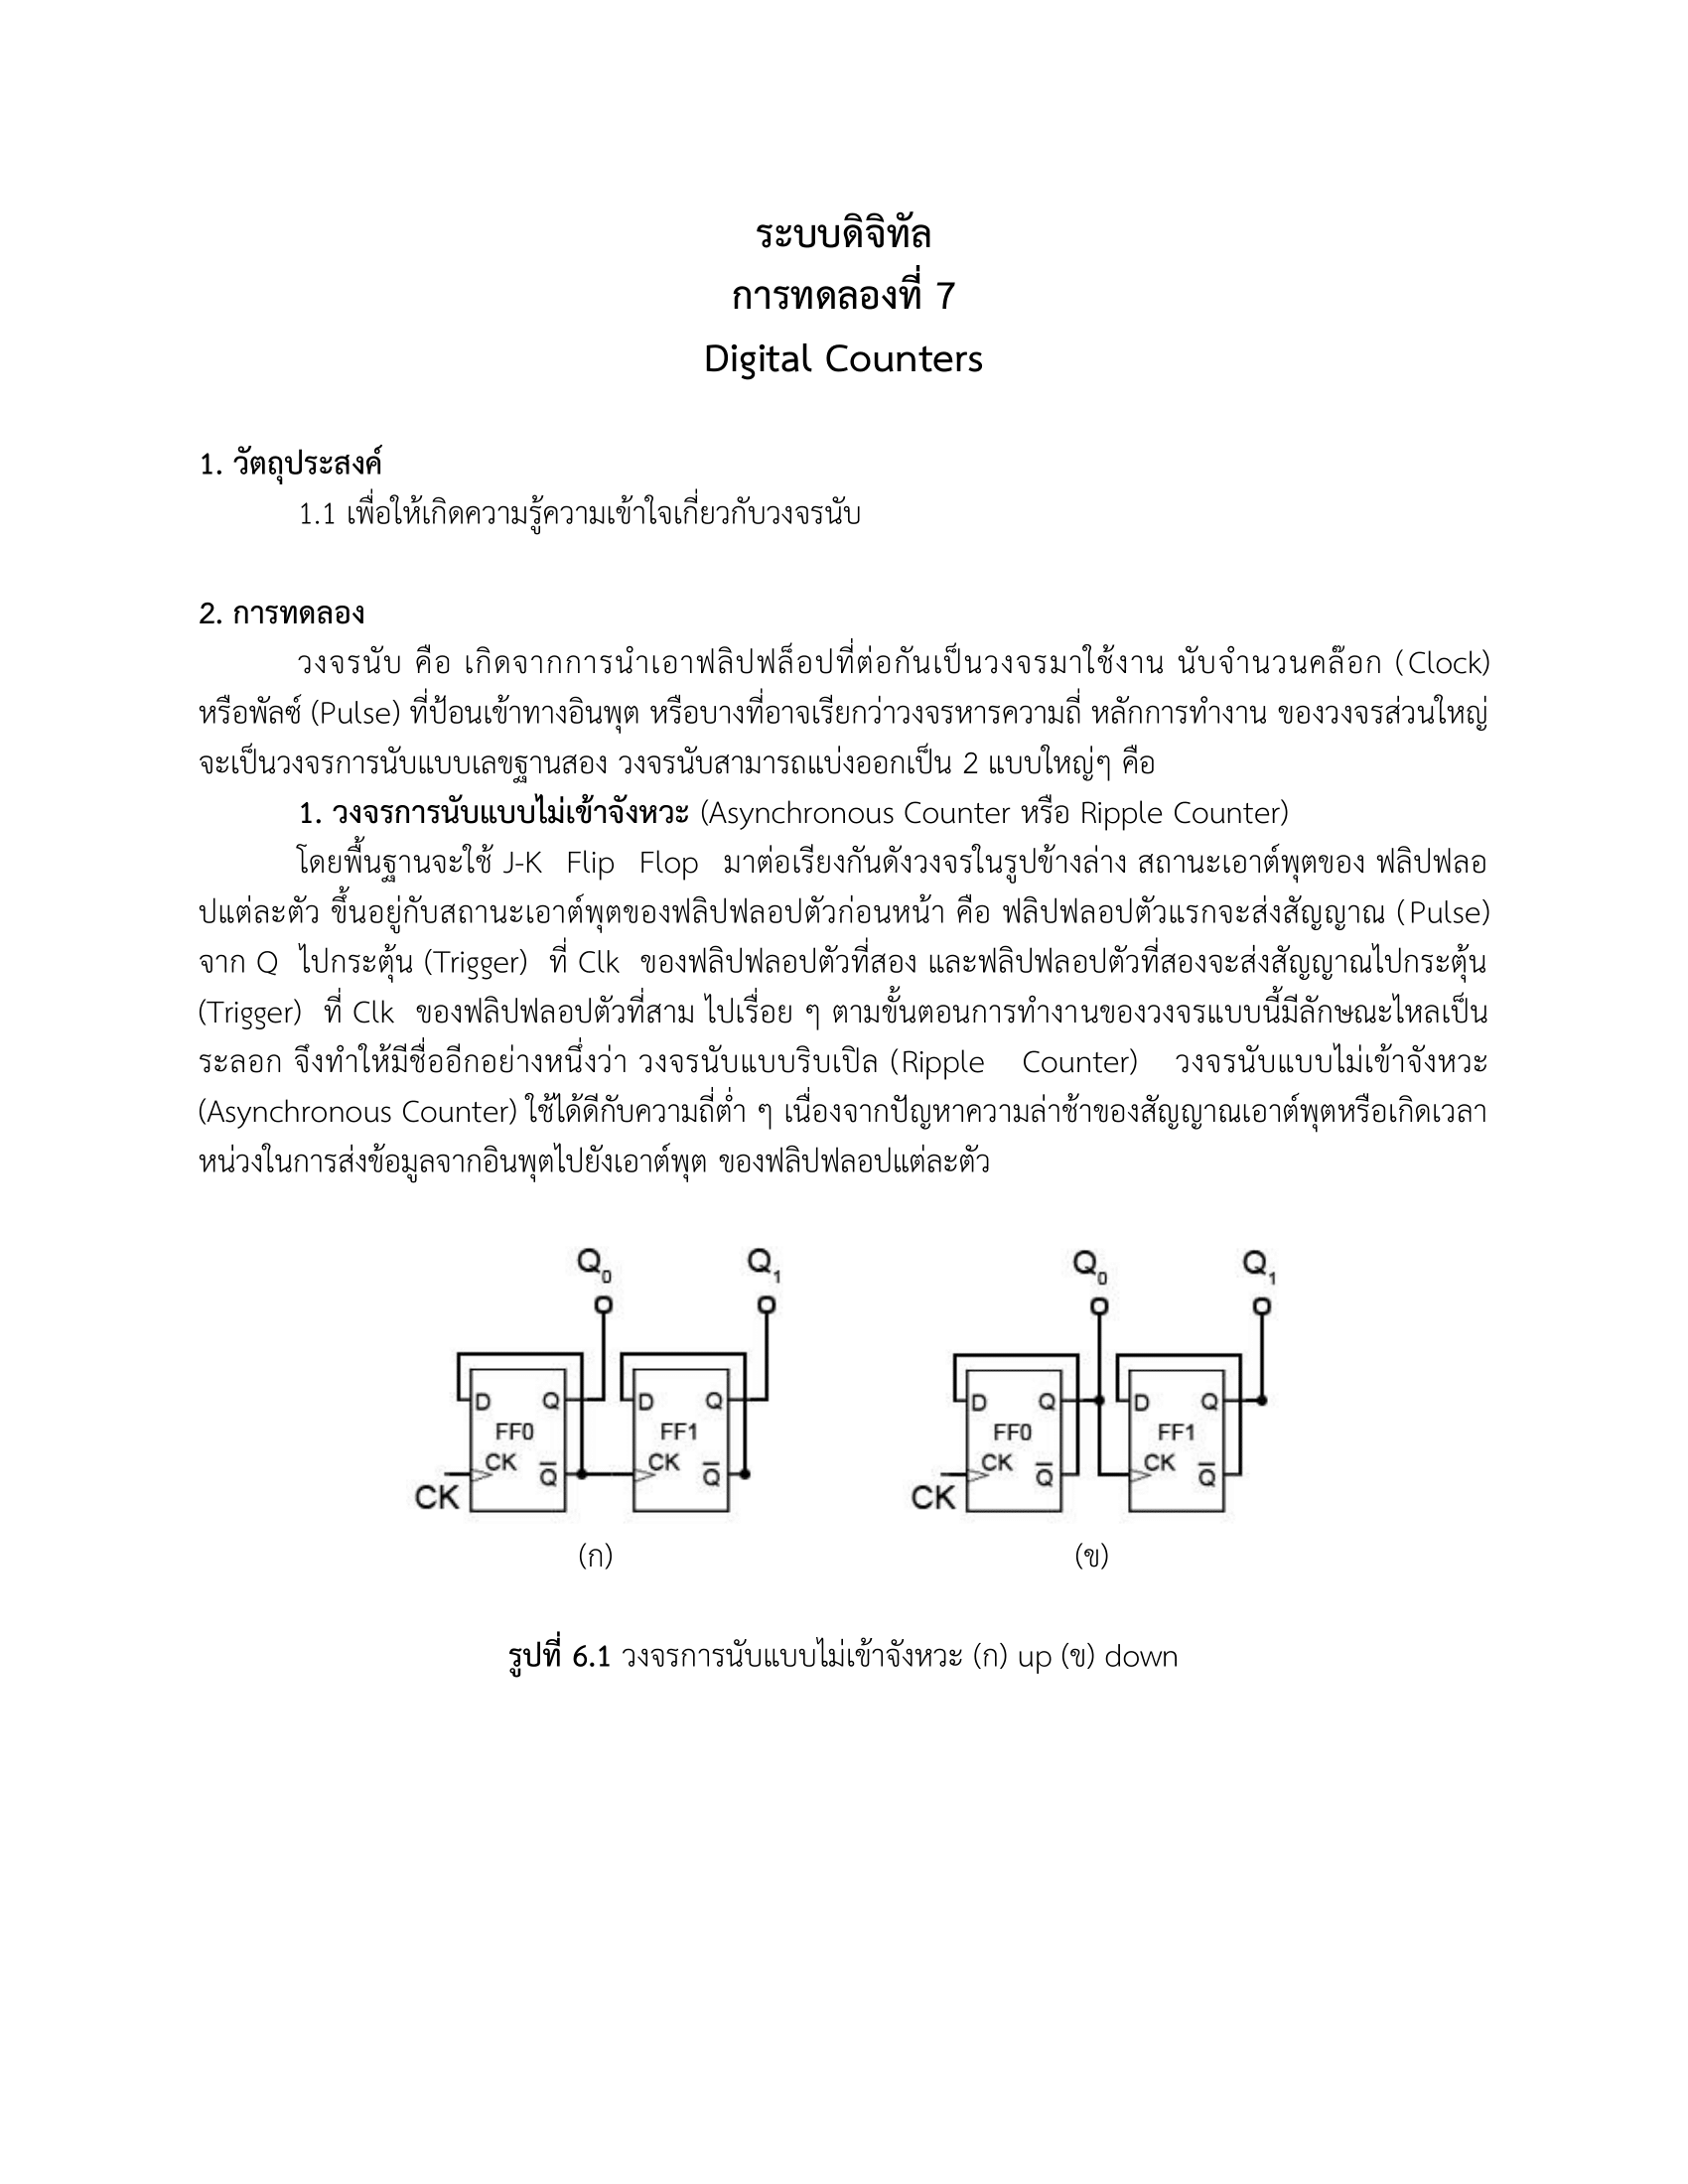 ระบบดิจิทัล
การทดลองที่ 7
Digital Counters
1. วัตถุประสงค์
1.1 เพื่อให้เกิดความรู้ความเข้าใจเกี่ยวกับวงจรนับ
2. การทดลอง
วงจรนับ คือ เกิดจากการนำเอาฟลิปฟล็อปที่ต่อกันเป็นวงจรมาใช้งาน นับจำนวนคล๊อก (Clock)
หรือพัลซ์ (Pulse) ที่ป้อนเข้าทางอินพุต หรือบางที่อาจเรียกว่าวงจรหารความถี่ หลักการทำงาน ของวงจรส่วนใหญ่
จะเป็นวงจรการนับแบบเลขฐานสอง วงจรนับสามารถแบ่งออกเป็น 2 แบบใหญ่ๆ คือ
1. วงจรการนับแบบไม่เข้าจังหวะ (Asynchronous Counter หรือ Ripple Counter)
โดยพื้นฐานจะใช้ J-K Flip Flop มาต่อเรียงกันดังวงจรในรูปข้างล่าง สถานะเอาต์พุตของ ฟลิปฟลอ
ปแต่ละตัว ขึ้นอยู่กับสถานะเอาต์พุตของฟลิปฟลอปตัวก่อนหน้า คือ ฟลิปฟลอปตัวแรกจะส่งสัญญาณ (Pulse)
จาก Q ไปกระตุ้น (Trigger) ที่ Clk ของฟลิปฟลอปตัวที่สอง และฟลิปฟลอปตัวที่สองจะส่งสัญญาณไปกระตุ้น
(Trigger) ที่ Clk ของฟลิปฟลอปตัวที่สาม ไปเรื่อย ๆ ตามขั้นตอนการทำงานของวงจรแบบนี้มีลักษณะไหลเป็น
ระลอก จึงทำให้มีชื่ออีกอย่างหนึ่งว่า วงจรนับแบบริบเปิล (Ripple Counter) วงจรนับแบบไม่เข้าจังหวะ
(Asynchronous Counter) ใช้ได้ดีกับความถี่ต่ำ ๆ เนื่องจากปัญหาความล่าช้าของสัญญาณเอาต์พุตหรือเกิดเวลา
หน่วงในการส่งข้อมูลจากอินพุตไปยังเอาต์พุต ของฟลิปฟลอปแต่ละตัว
Q₀ Q₁ Q₀ Q₁
D Q D Q D Q D Q
FF0 FF1 FF0 FF1
CK Q̅ CK Q̅ CK Q̅ CK Q̅
CK CK
(ก) (ข)
รูปที่ 6.1 วงจรการนับแบบไม่เข้าจังหวะ (ก) up (ข) down